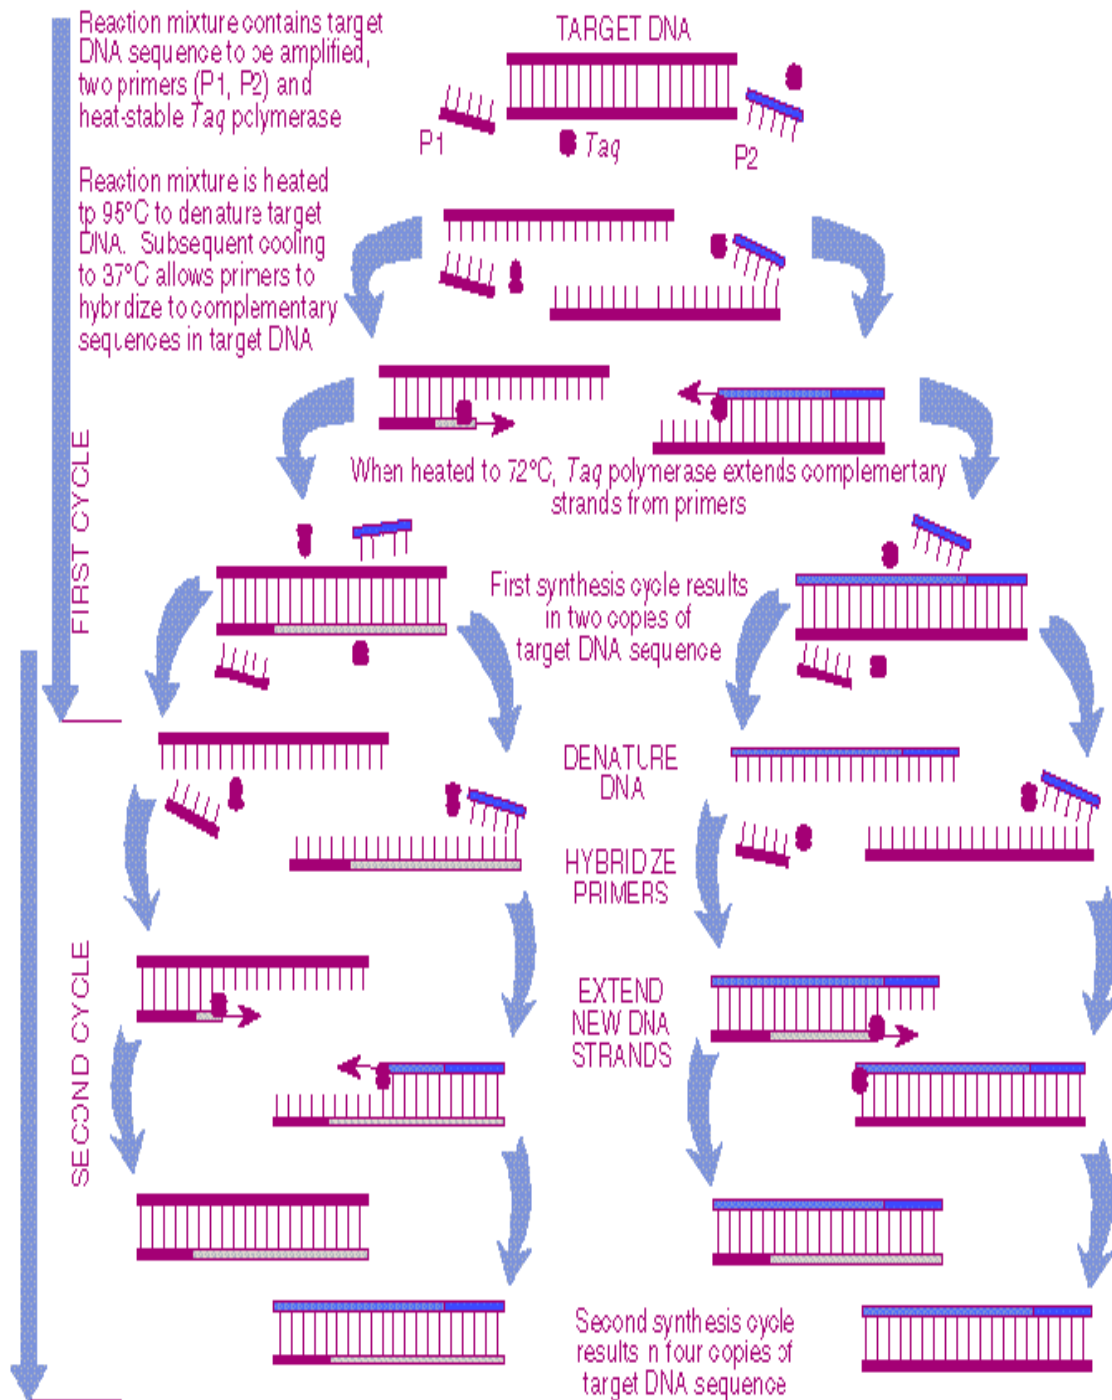 Reaction mixture contains target
DNA sequence to be amplified,
two primers (P1, P2) and
heat-stable Taq polymerase
TARGET DNA
P1
Taq
P2
Reaction mixture is heated
tp 95°C to denature target
DNA. Subsequent cooling
to 37°C allows primers to
hybridize to complementary
sequences in target DNA
When heated to 72°C, Taq polymerase extends complementary
strands from primers
FIRST CYCLE
First synthesis cycle results
in two copies of
target DNA sequence
DENATURE
DNA
HYBRIDZE
PRIMERS
SECOND CYCLE
EXTEND
NEW DNA
STRANDS
Second synthesis cycle
results in four copies of
target DNA sequence